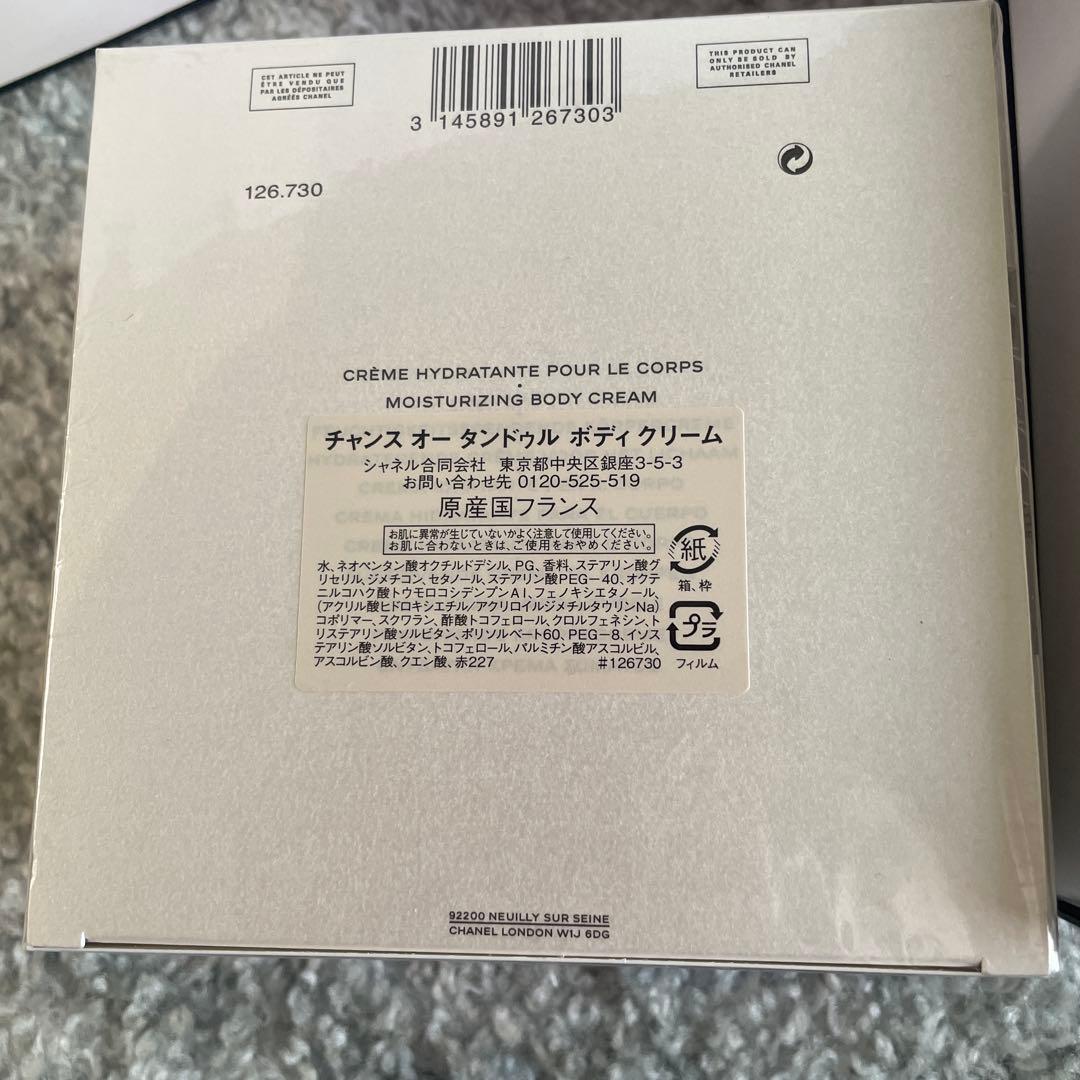 CET ARTICLE NE PEUT
ÊTRE VENDU QUE
PAR LES DÉPOSITAIRES
AGRÉÉS CHANEL
3 145891 267303
THIS PRODUCT CAN
ONLY BE SOLD BY
AUTHORISED CHANEL
RETAILERS
126.730
CRÈME HYDRATANTE POUR LE CORPS
MOISTURIZING BODY CREAM
チャンス オー タンドゥル ボディ クリーム
シャネル合同会社 東京都中央区銀座3-5-3
お問い合わせ先 0120-525-519
原産国フランス
お肌に異常が生じていないかよく注意して使用してください。
お肌に合わないときは、ご使用をおやめください。
水、ネオペンタン酸オクチルドデシル、PG、香料、ステアリン酸グ
リセリル、ジメチコン、セタノール、ステアリン酸PEG-40、オクテ
ニルコハク酸トウモロコシデンプンAl、フェノキシエタノール、
(アクリル酸ヒドロキシエチル/アクリロイルジメチルタウリンNa)
コポリマー、スクワラン、酢酸トコフェロール、クロルフェネシン、ト
リステアリン酸ソルビタン、ポリソルベート60、PEG-8、イソス
テアリン酸ソルビタン、トコフェロール、パルミチン酸アスコルビル、
アスコルビン酸、クエン酸、赤227 #126730
紙
箱、枠
プラ
フィルム
92200 NEUILLY SUR SEINE
CHANEL LONDON W1J 6DG